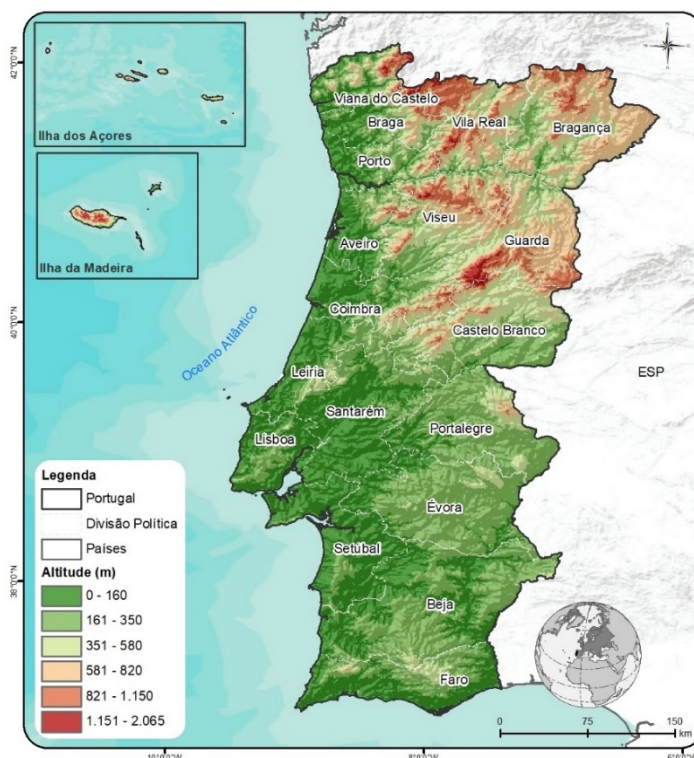 Ilha dos Açores
Ilha da Madeira
42°0'0"N
40°0'0"N
38°0'0"N
Viana do Castelo
Braga
Vila Real
Bragança
Porto
Viseu
Guarda
Aveiro
Coimbra
Castelo Branco
Oceano Atlântico
Leiria
ESP
Santarém
Portalegre
Lisboa
Évora
Setúbal
Beja
Faro
Legenda
Portugal
Divisão Política
Países
Altitude (m)
0 - 160
161 - 350
351 - 580
581 - 820
821 - 1.150
1.151 - 2.065
0 75 150
km